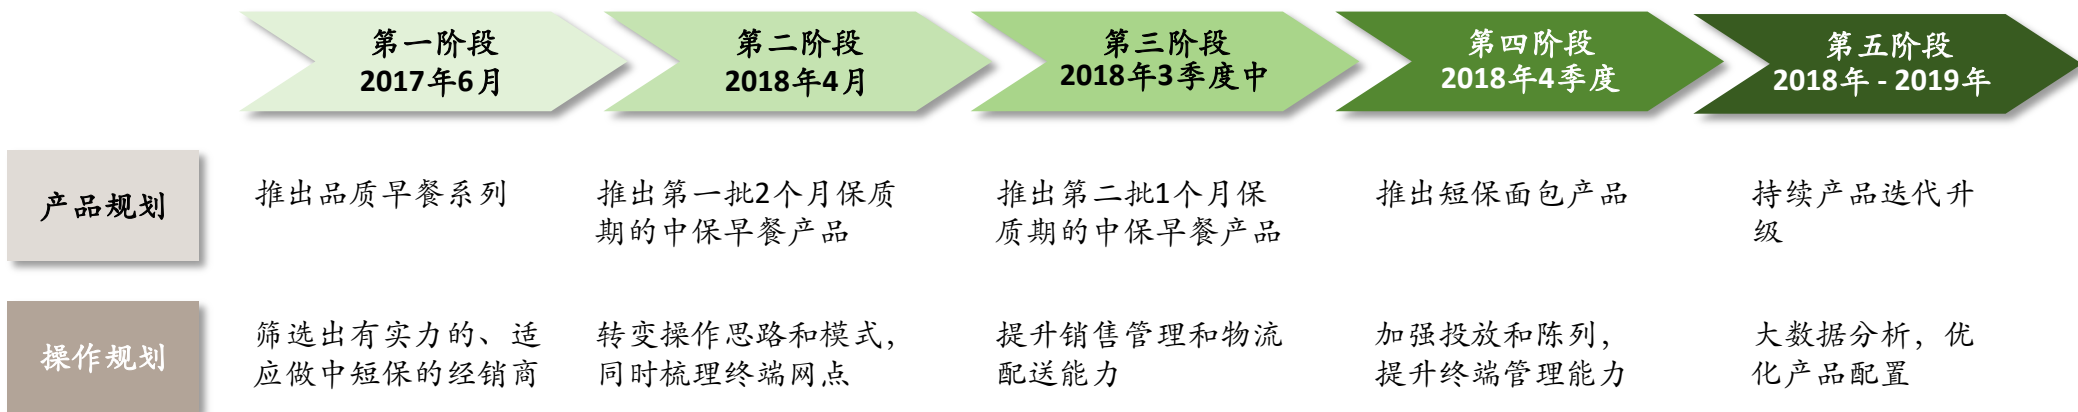 第一阶段
2017年6月
第二阶段
2018年4月
第三阶段
2018年3季度中
第四阶段
2018年4季度
第五阶段
2018年 - 2019年
产品规划
推出品质早餐系列
推出第一批2个月保质
期的中保早餐产品
推出第二批1个月保
质期的中保早餐产品
推出短保面包产品
持续产品迭代升
级
操作规划
筛选出有实力的、适
应做中短保的经销商
转变操作思路和模式，
同时梳理终端网点
提升销售管理和物流
配送能力
加强投放和陈列，
提升终端管理能力
大数据分析，优
化产品配置